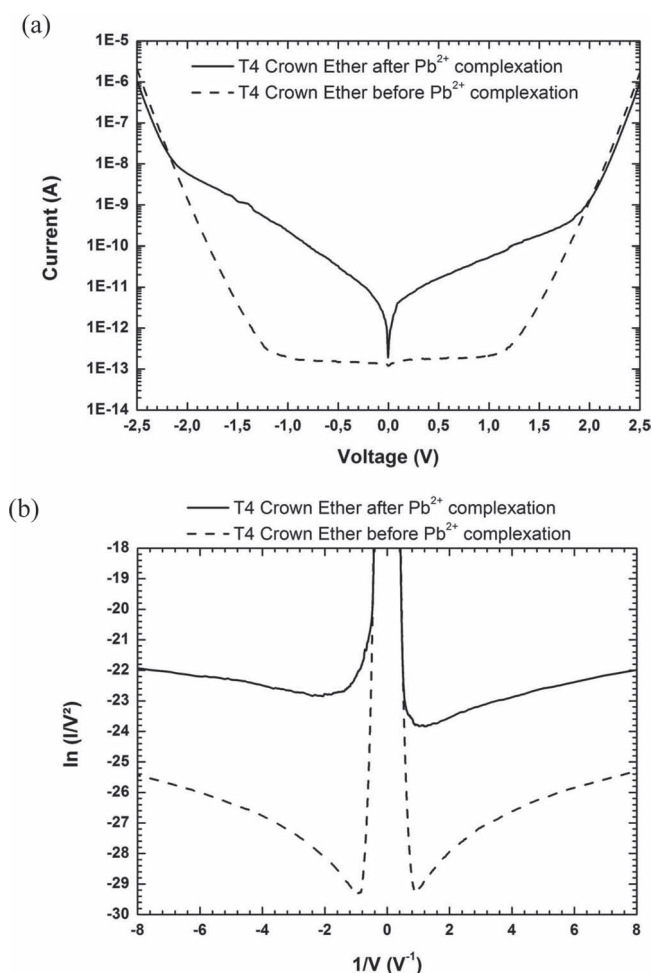 (a)
T4 Crown Ether after Pb²⁺ complexation
T4 Crown Ether before Pb²⁺ complexation
1E-5
1E-6
1E-7
1E-8
1E-9
1E-10
1E-11
1E-12
1E-13
1E-14
Current (A)
-2,5 -2,0 -1,5 -1,0 -0,5 0,0 0,5 1,0 1,5 2,0 2,5
Voltage (V)
(b)
T4 Crown Ether after Pb²⁺ complexation
T4 Crown Ether before Pb²⁺ complexation
-18
-20
-21
-22
-23
-24
-25
-26
-27
-28
-29
-30
ln (I/V²)
-8 -6 -4 -2 0 2 4 6 8
1/V (V⁻¹)